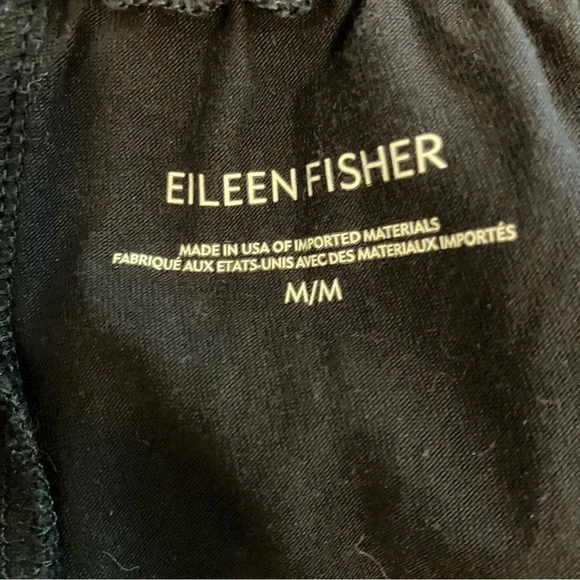 EILEEN FISHER
MADE IN USA OF IMPORTED MATERIALS
FABRIQUÉ AUX ETATS-UNIS AVEC DES MATERIAUX IMPORTÉS
M/M